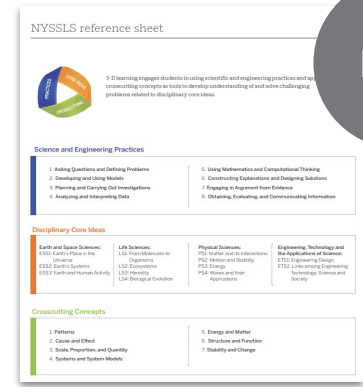 NYSSLS reference sheet
PRACTICES
CORE IDEAS
CROSSCUTTING
3-D learning engages students in using scientific and engineering practices and
crosscutting concepts as tools to develop understanding of and solve challenging
problems related to disciplinary core ideas.
Science and Engineering Practices
1. Asking Questions and Defining Problems
2. Developing and Using Models
3. Planning and Carrying Out Investigations
4. Analyzing and Interpreting Data
5. Using Mathematics and Computational Thinking
6. Constructing Explanations and Designing Solutions
7. Engaging in Argument from Evidence
8. Obtaining, Evaluating, and Communicating Information
Disciplinary Core Ideas
Earth and Space Sciences:
ESS1: Earth's Place in the
Universe
ESS2: Earth's Systems
ESS3: Earth and Human Activity
Life Sciences:
LS1: From Molecules to
Organisms
LS2: Ecosystems
LS3: Heredity
LS4: Biological Evolution
Physical Sciences:
PS1: Matter and its Interactions
PS2: Motion and Stability
PS3: Energy
PS4: Waves and their
Applications
Engineering, Technology and
the Applications of Science:
ETS1: Engineering Design
ETS2: Links among Engineering
Technology, Science and
Society
Crosscutting Concepts
1. Patterns
2. Cause and Effect
3. Scale, Proportion, and Quantity
4. Systems and System Models
5. Energy and Matter
6. Structure and Function
7. Stability and Change